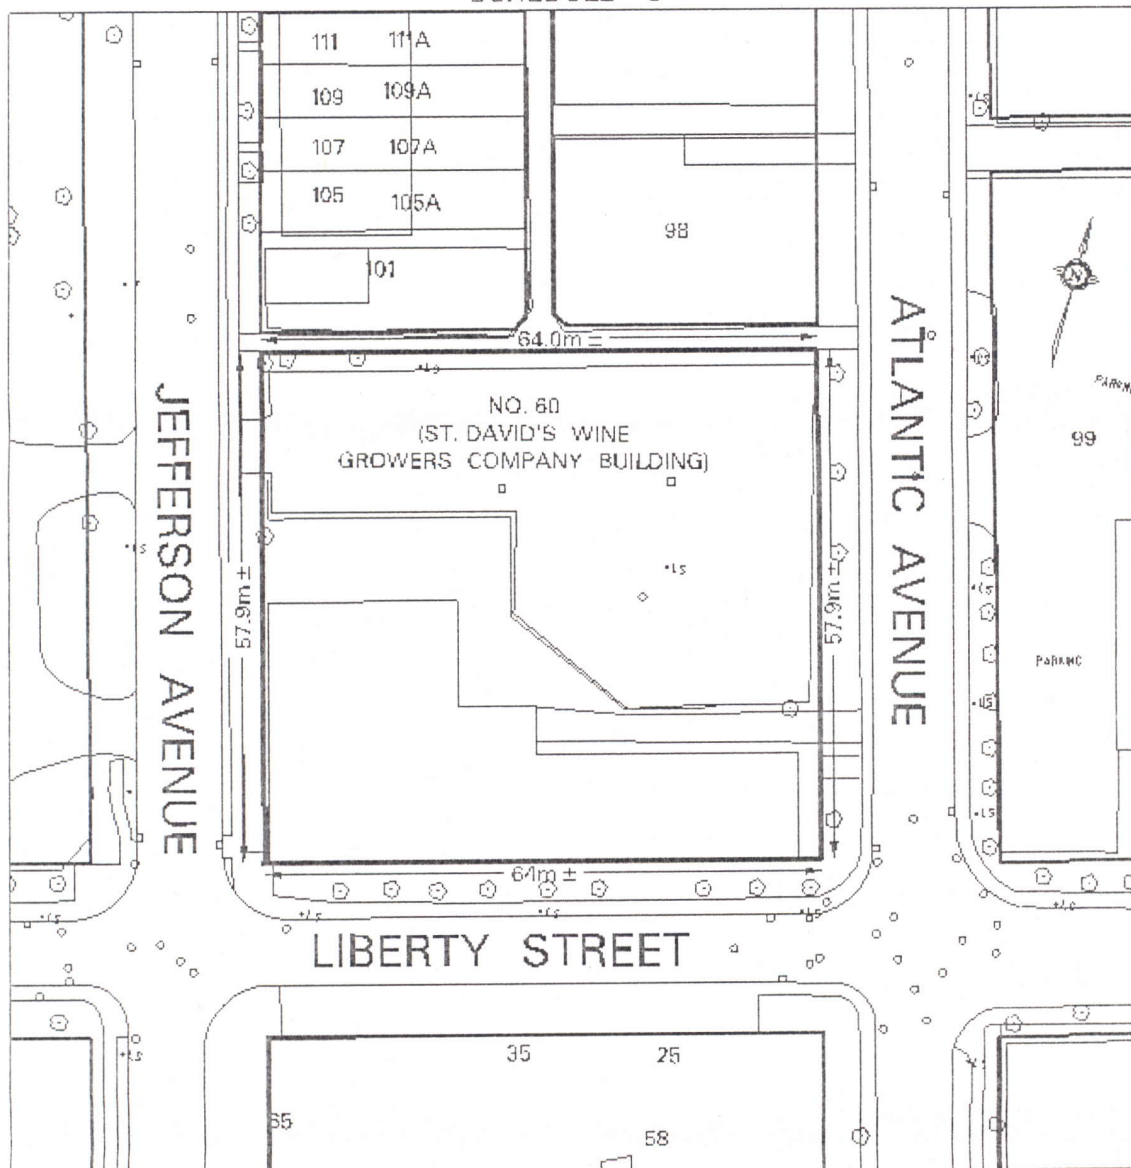 111 111A
109 109A
107 107A
105 105A
101
98
64.0m ±
NO. 60
(ST. DAVID'S WINE
GROWERS COMPANY BUILDING)
JEFFERSON AVENUE
57.9m ±
57.9m ±
ATLANTIC AVENUE
N
99
PARKING
64m ±
LIBERTY STREET
35 25
65
58